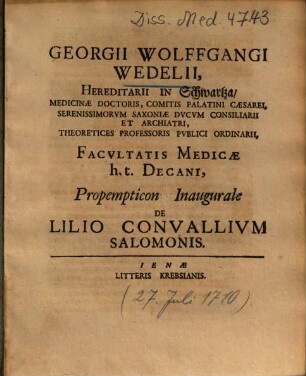 Diss. Med. 4743
GEORGII WOLFFGANGI
WEDELII,
HEREDITARII IN Schwartza/
MEDICINÆ DOCTORIS, COMITIS PALATINI CÆSAREI,
SERENISSIMORVM SAXONIÆ DVCVM CONSILIARII
ET ARCHIATRI,
THEORETICES PROFESSORIS PVBLICI ORDINARII,
FACVLTATIS MEDICÆ
h.t. DECANI,
Propempticon Inaugurale
DE
LILIO CONVALLIVM
SALOMONIS.
IENÆ
LITTERIS KREBSIANIS.
(27. Juli 1710)